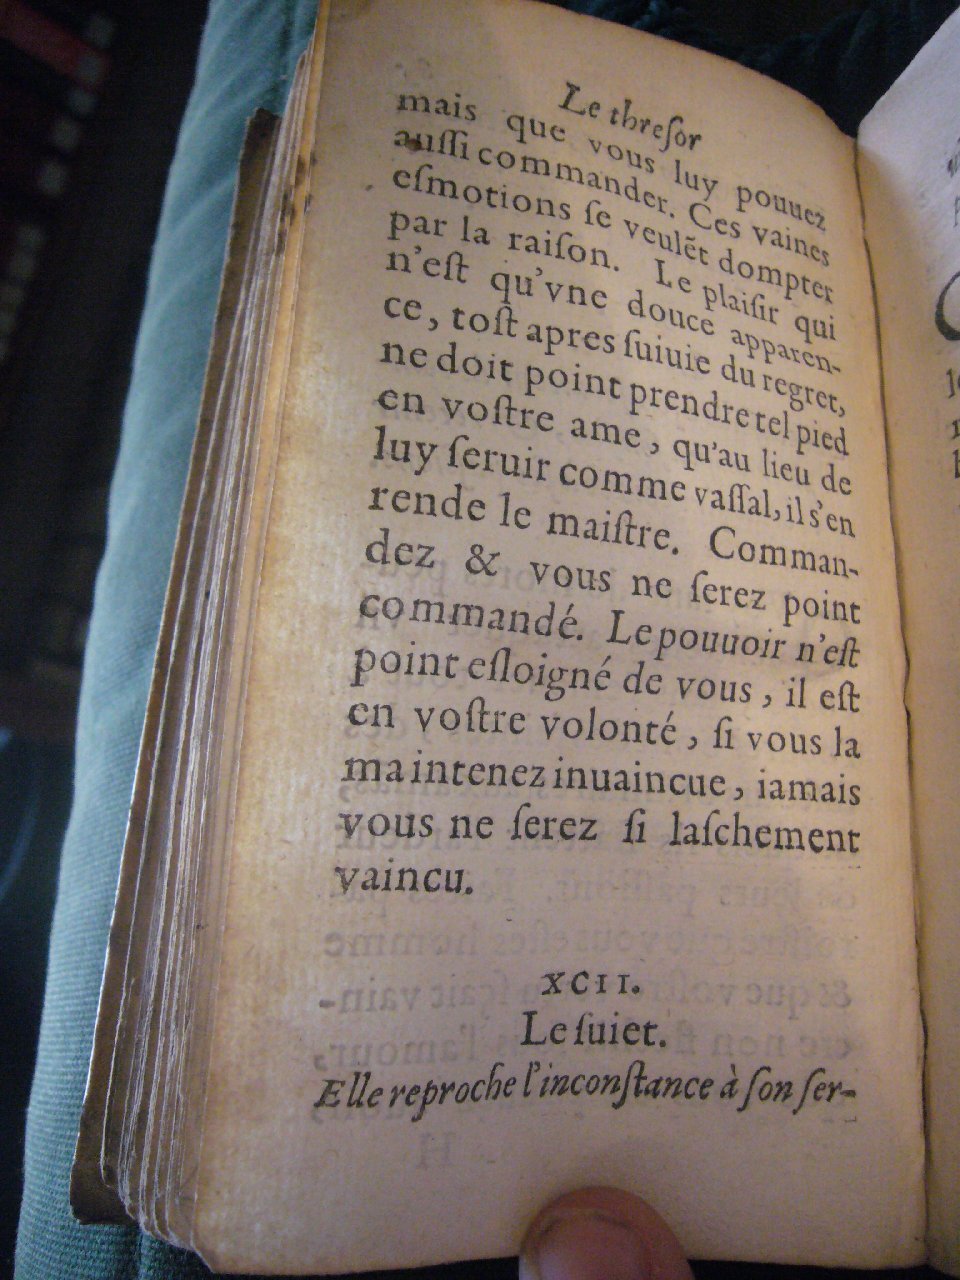 Le threſor
mais que vous luy pouuez
auſſi commander. Ces vaines
eſmotions ſe veulẽt dompter
par la raiſon. Le plaiſir qui
n'eſt qu'vne douce apparen-
ce, toſt apres ſuiuie du regret,
ne doit point prendre tel pied
en voſtre ame, qu'au lieu de
luy ſeruir comme vaſſal, il s'en
rende le maiſtre. Comman-
dez & vous ne ſerez point
commandé. Le pouuoir n'eſt
point eſloigné de vous, il eſt
en voſtre volonté, ſi vous la
maintenez inuaincue, iamais
vous ne ſerez ſi laſchement
vaincu.
XCII.
Le ſuiet.
Elle reproche l'inconſtance à ſon ſer-